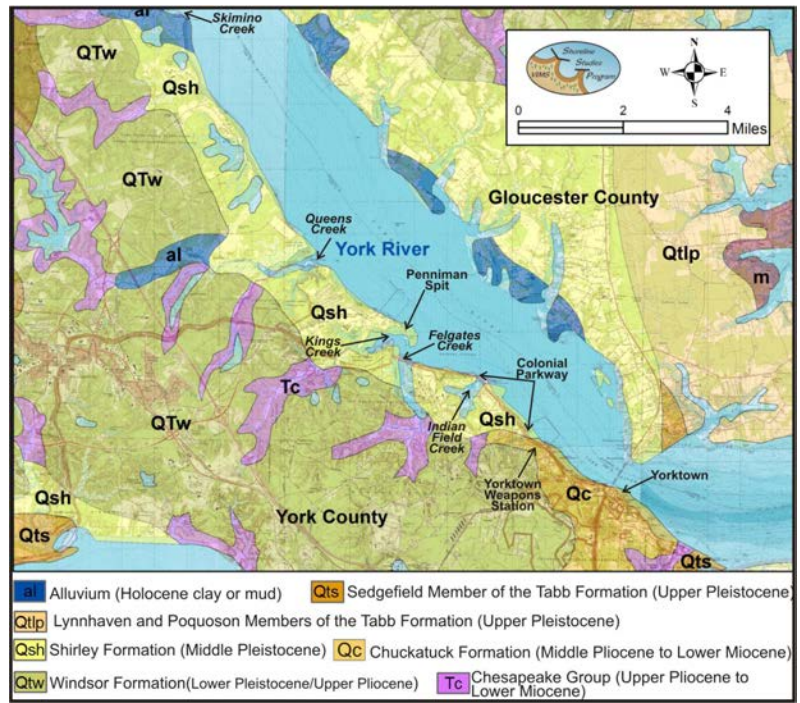 al
Skimino
Creek
QTw
Qsh
Shoreline
Studies
Program
VIMS
N
W E
S
0 2 4
Miles
QTw
Gloucester County
Queens
Creek
York River
al
Qtlp
m
Penniman
Spit
Qsh
Kings
Creek
Felgates
Creek
Colonial
Parkway
Tc
QTw
Indian
Field
Creek
Qsh
Qsh
Yorktown
Weapons
Station
Qc
Yorktown
York County
Qts
Qts
al Alluvium (Holocene clay or mud)
Qts Sedgefield Member of the Tabb Formation (Upper Pleistocene)
Qtlp Lynnhaven and Poquoson Members of the Tabb Formation (Upper Pleistocene)
Qsh Shirley Formation (Middle Pleistocene)
Qc Chuckatuck Formation (Middle Pliocene to Lower Miocene)
Qtw Windsor Formation(Lower Pleistocene/Upper Pliocene)
Tc Chesapeake Group (Upper Pliocene to
Lower Miocene)